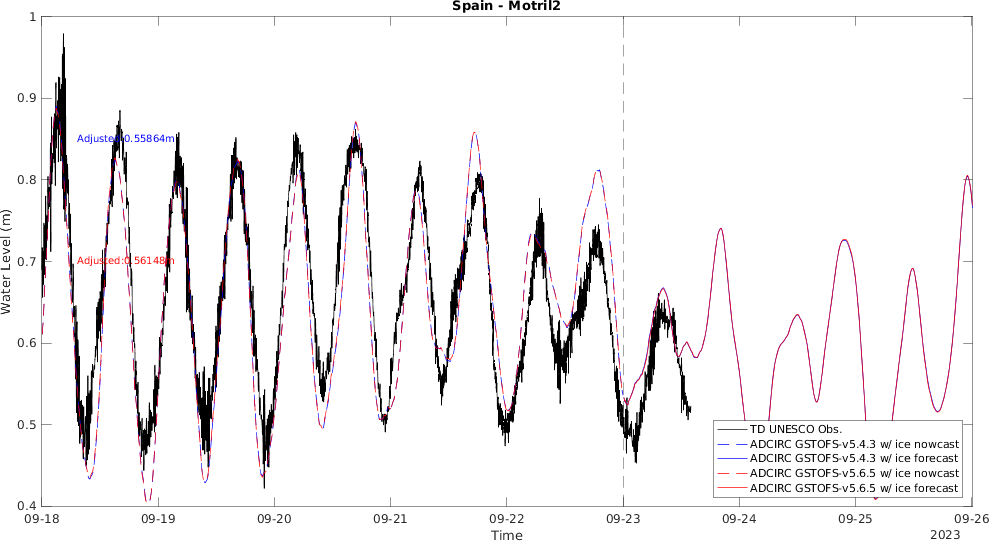 Spain - Motril2
Water Level (m)
1
0.9
0.8
0.7
0.6
0.5
0.4
Adjusted:0.55864m
Adjusted:0.56148m
TD UNESCO Obs.
ADCIRC GSTOFS-v5.4.3 w/ ice nowcast
ADCIRC GSTOFS-v5.4.3 w/ ice forecast
ADCIRC GSTOFS-v5.6.5 w/ ice nowcast
ADCIRC GSTOFS-v5.6.5 w/ ice forecast
09-18 09-19 09-20 09-21 09-22 09-23 09-24 09-25 09-26
Time
2023